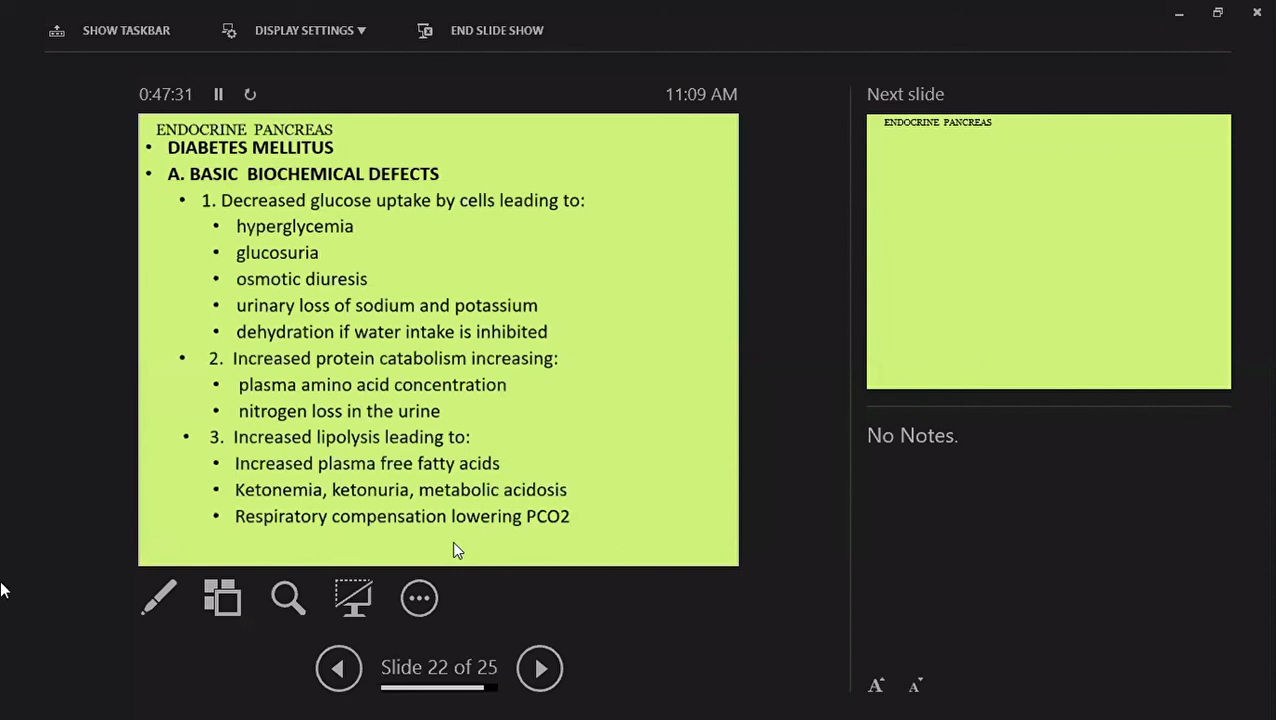 SHOW TASKBAR
DISPLAY SETTINGS ▼
END SLIDE SHOW
0:47:31
11:09 AM
ENDOCRINE PANCREAS
• DIABETES MELLITUS
• A. BASIC BIOCHEMICAL DEFECTS
• 1. Decreased glucose uptake by cells leading to:
• hyperglycemia
• glucosuria
• osmotic diuresis
• urinary loss of sodium and potassium
• dehydration if water intake is inhibited
• 2. Increased protein catabolism increasing:
• plasma amino acid concentration
• nitrogen loss in the urine
• 3. Increased lipolysis leading to:
• Increased plasma free fatty acids
• Ketonemia, ketonuria, metabolic acidosis
• Respiratory compensation lowering PCO2
Slide 22 of 25
Next slide
ENDOCRINE PANCREAS
No Notes.
A A